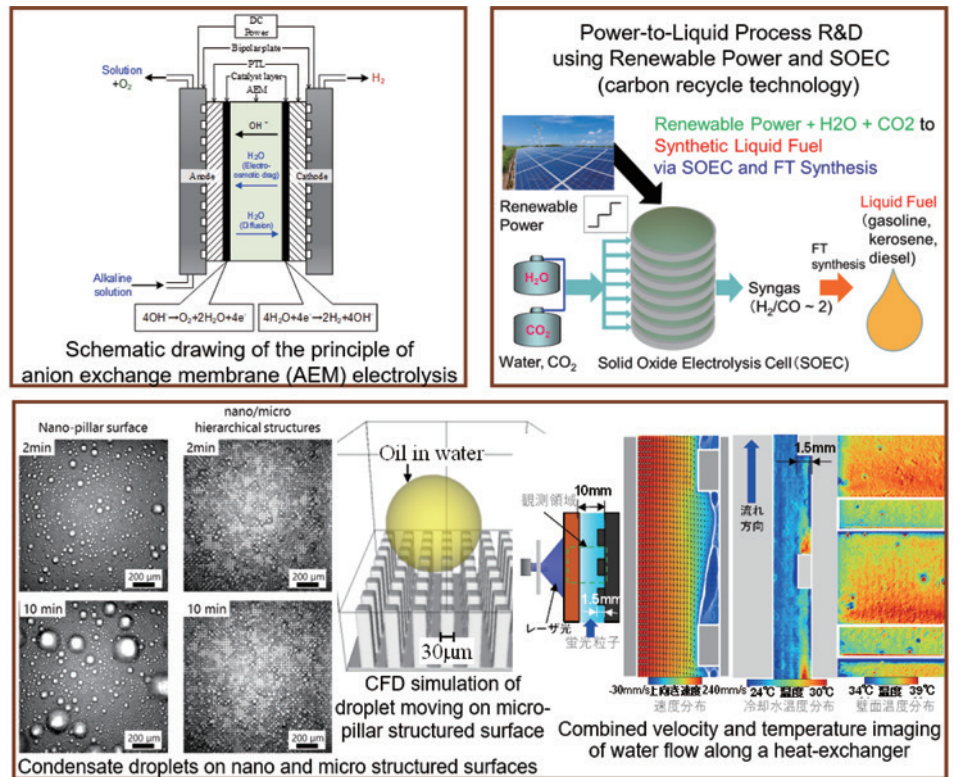 DC
Power
Bipolar plate
PTL
Catalyst layer
AEM
Solution
+O₂
H₂
OH⁻
H₂O
(Electro-
osmotic drag)
Anode
Cathode
H₂O
(Diffusion)
Alkaline
solution
4OH⁻→O₂+2H₂O+4e⁻
4H₂O+4e⁻→2H₂+4OH⁻
Schematic drawing of the principle of
anion exchange membrane (AEM) electrolysis
Power-to-Liquid Process R&D
using Renewable Power and SOEC
(carbon recycle technology)
Renewable Power + H2O + CO2 to
Synthetic Liquid Fuel
via SOEC and FT Synthesis
Renewable
Power
H₂O
CO₂
Water, CO₂
Solid Oxide Electrolysis Cell (SOEC)
Syngas
(H₂/CO ~ 2)
FT
synthesis
Liquid Fuel
(gasoline,
kerosene,
diesel)
Nano-pillar surface
2min
200 μm
10 min
200 μm
nano/micro
hierarchical structures
2min
200 μm
10 min
200 μm
Condensate droplets on nano and micro structured surfaces
Oil in water
30μm
CFD simulation of
droplet moving on micro-
pillar structured surface
10mm
観測領域
1.5mm
レーザ光
蛍光粒子
-30mm/s 上向き速度 240mm/s
速度分布
流れ
方向
1.5mm
24℃ 温度 30℃
冷却水温度分布
34℃ 温度 39℃
壁面温度分布
Combined velocity and temperature imaging
of water flow along a heat-exchanger